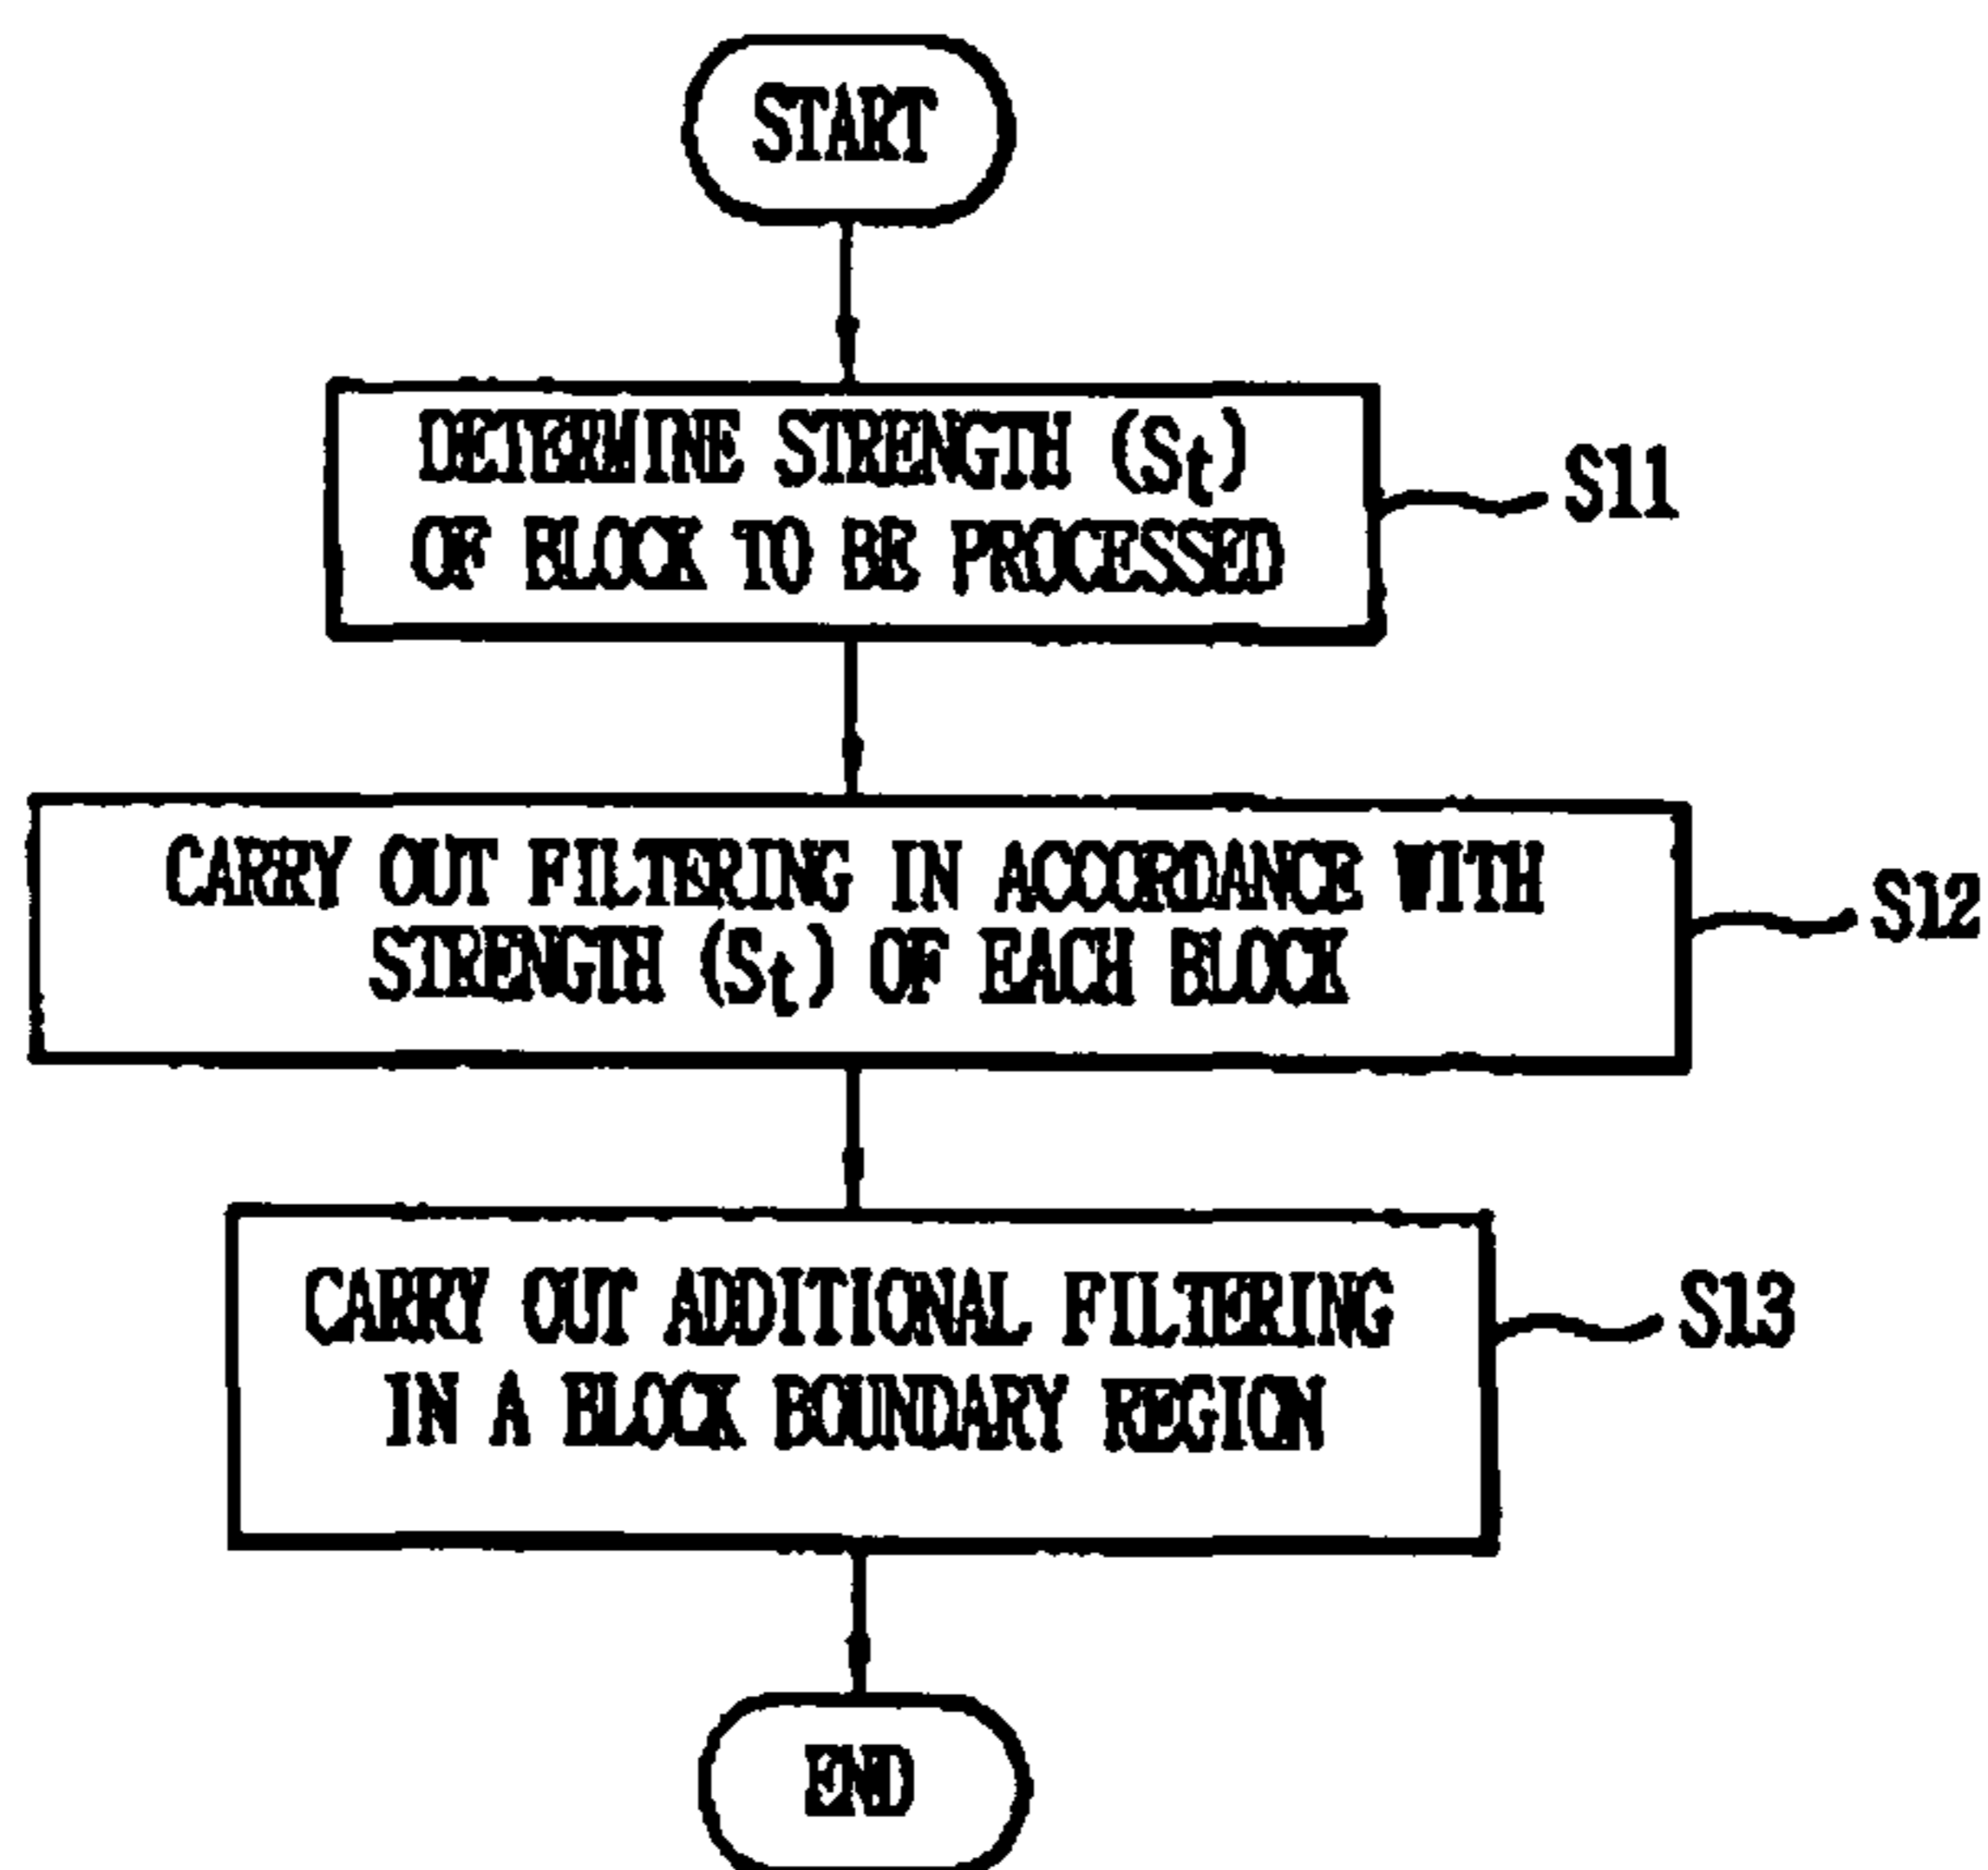 START
DETERMINE STRENGTH (St)
OF BLOCK TO BE PROCESSED
S11
CARRY OUT FILTERING IN ACCORDANCE WITH
STRENGTH (St) OF EACH BLOCK
S12
CARRY OUT ADDITIONAL FILTERING
IN A BLOCK BOUNDARY REGION
S13
END